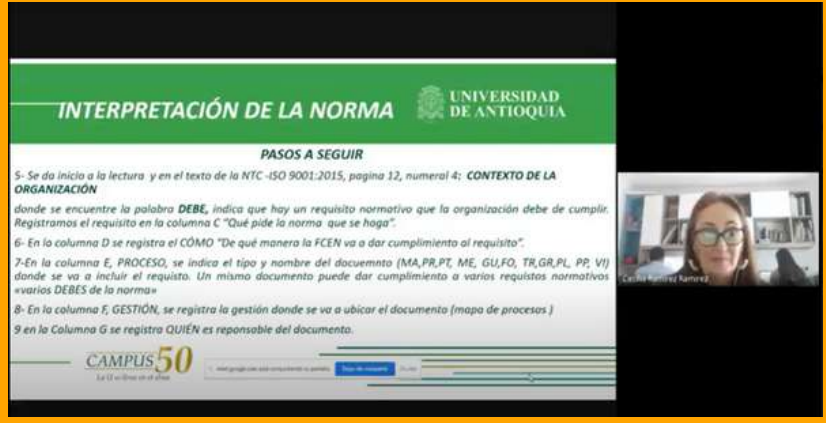 INTERPRETACIÓN DE LA NORMA
UNIVERSIDAD
DE ANTIOQUIA
PASOS A SEGUIR
5- Se da inicio a la lectura y en el texto de la NTC -ISO 9001:2015, pagina 12, numeral 4: CONTEXTO DE LA
ORGANIZACIÓN
donde se encuentre la palabra DEBE, indica que hay un requisito normativo que la organización debe de cumplir.
Registramos el requisito en la columna C "Qué pide la norma que se haga".
6- En la columna D se registra el CÓMO "De qué manera la FCEN va a dar cumplimiento al requisito".
7-En la columna E, PROCESO, se indica el tipo y nombre del docuemnto (MA,PR,PT, ME, GU,FO, TR,GR,PL, PP, VI)
donde se va a incluir el requisto. Un mismo documento puede dar cumplimiento a varios requistos normativos
«varios DEBES de la norma»
8- En la columna F, GESTIÓN, se registra la gestión donde se va a ubicar el documento (mapa de procesos )
9 en la Columna G se registra QUIÉN es reponsable del documento.
Cecilia Ramírez Ramírez
CAMPUS 50